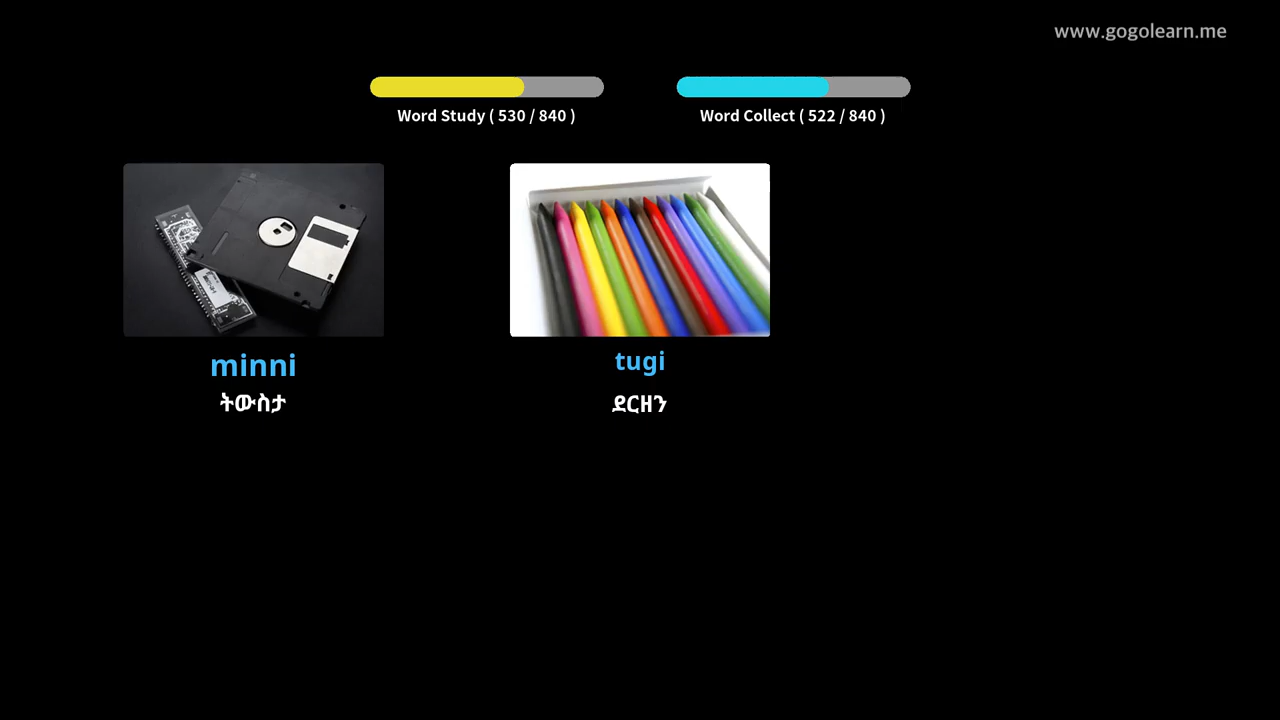 www.gogolearn.me
Word Study ( 530 / 840 )
Word Collect ( 522 / 840 )
minni
ትውስታ
tugi
ደርዘን